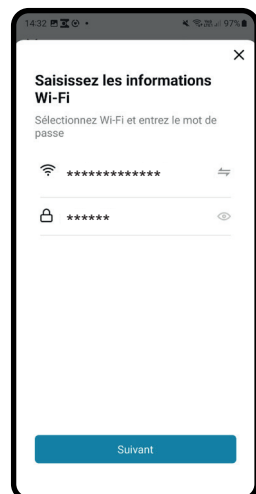 14:32 97%
Saisissez les informations
Wi-Fi
Sélectionnez Wi-Fi et entrez le mot de
passe
*************
******
Suivant